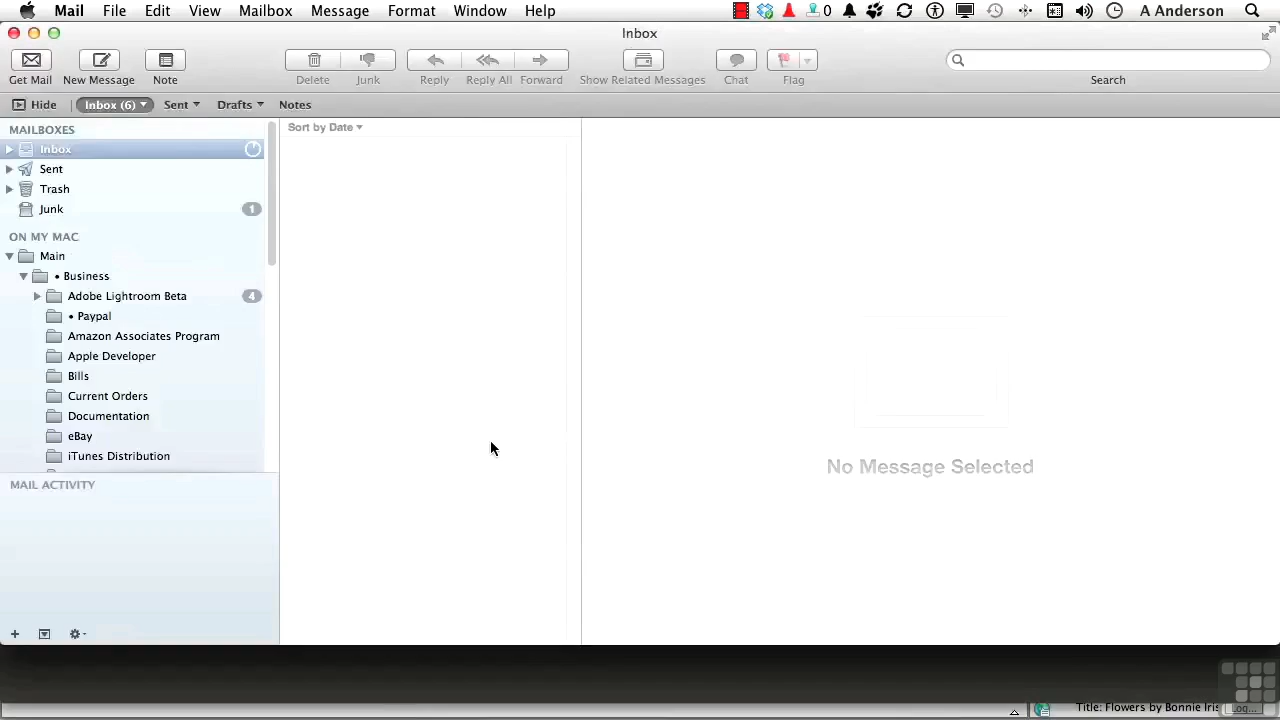 Mail File Edit View Mailbox Message Format Window Help 0 A Anderson
Inbox
Get Mail New Message Note Delete Junk Reply Reply All Forward Show Related Messages Chat Flag Search
Hide Inbox (6) Sent Drafts Notes
MAILBOXES
Inbox
Sent
Trash
Junk 1
ON MY MAC
Main
• Business
Adobe Lightroom Beta 4
• Paypal
Amazon Associates Program
Apple Developer
Bills
Current Orders
Documentation
eBay
iTunes Distribution
MAIL ACTIVITY
Sort by Date
No Message Selected
Title: Flowers by Bonnie Iris